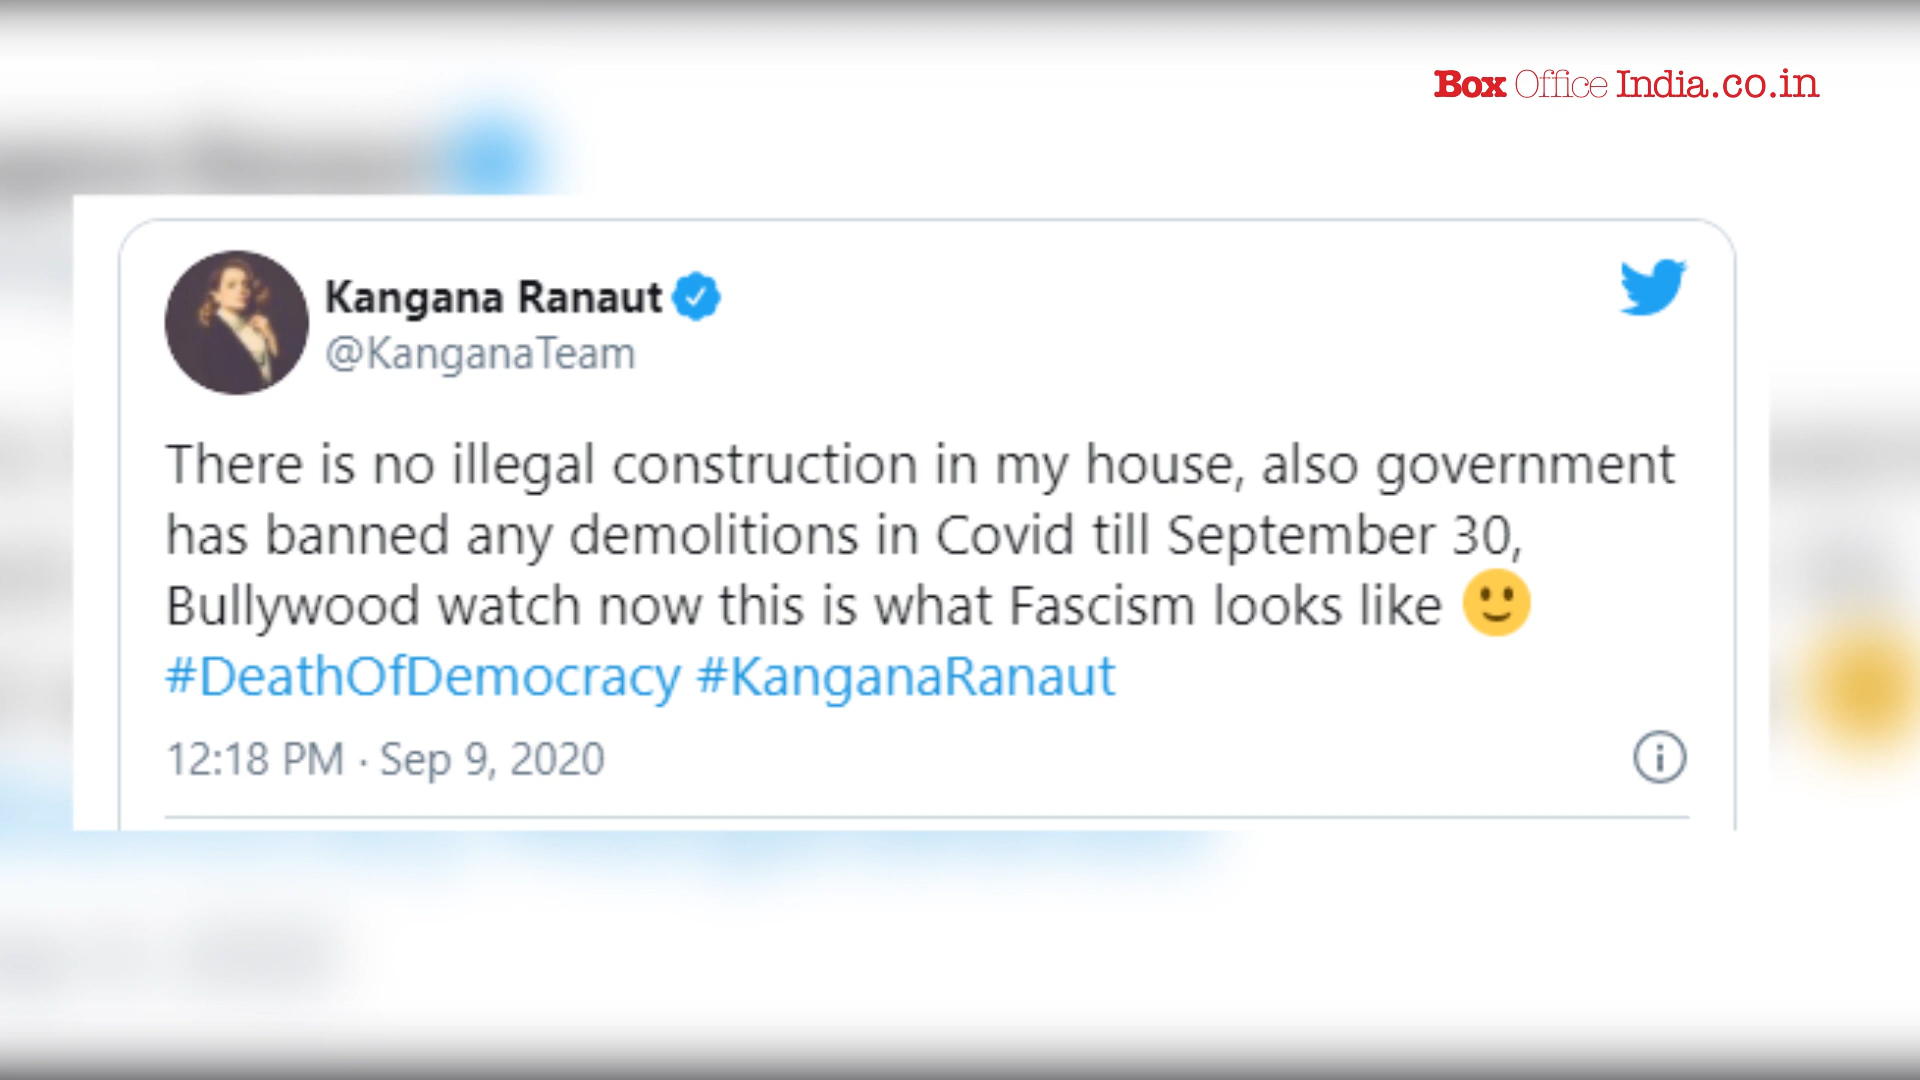 Box Office India.co.in
Kangana Ranaut
@KanganaTeam
There is no illegal construction in my house, also government
has banned any demolitions in Covid till September 30,
Bullywood watch now this is what Fascism looks like 🙂
#DeathOfDemocracy #KanganaRanaut
12:18 PM · Sep 9, 2020